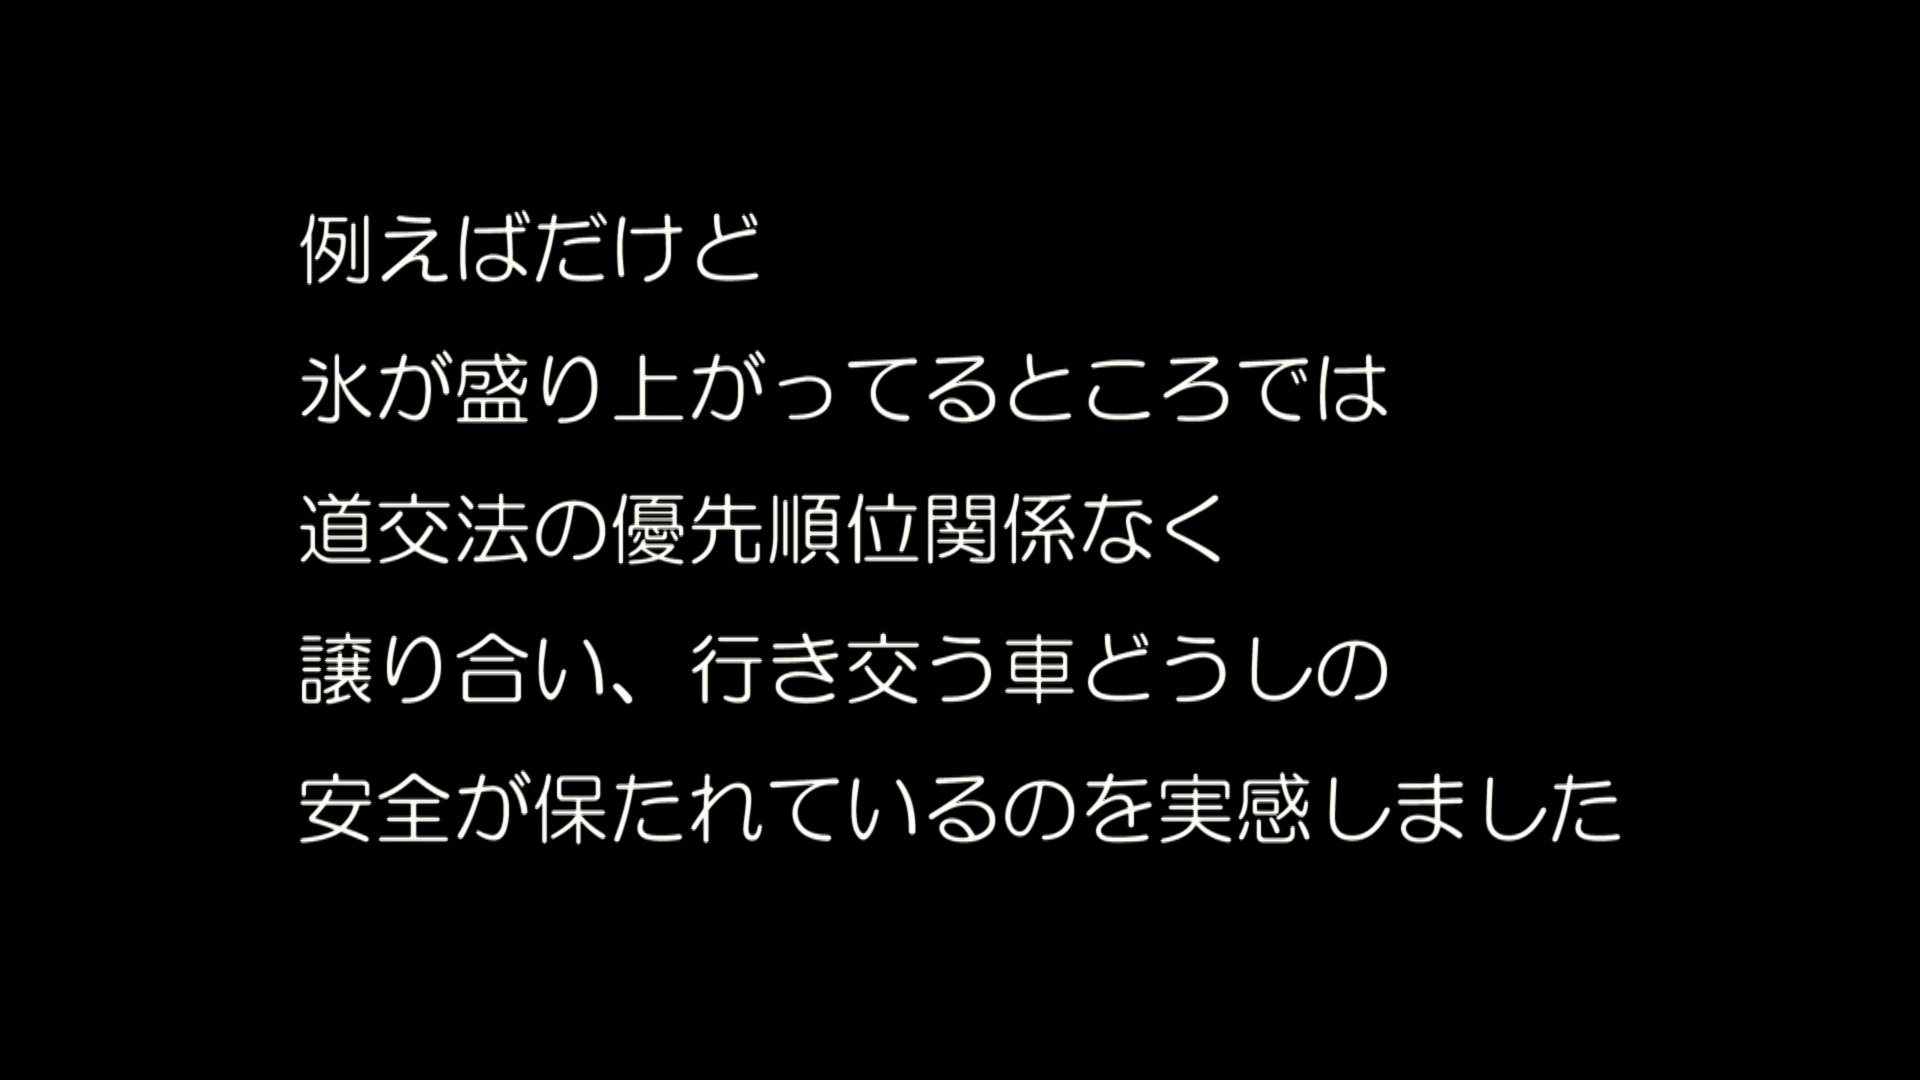 例えばだけど
氷が盛り上がってるところでは
道交法の優先順位関係なく
譲り合い、行き交う車どうしの
安全が保たれているのを実感しました